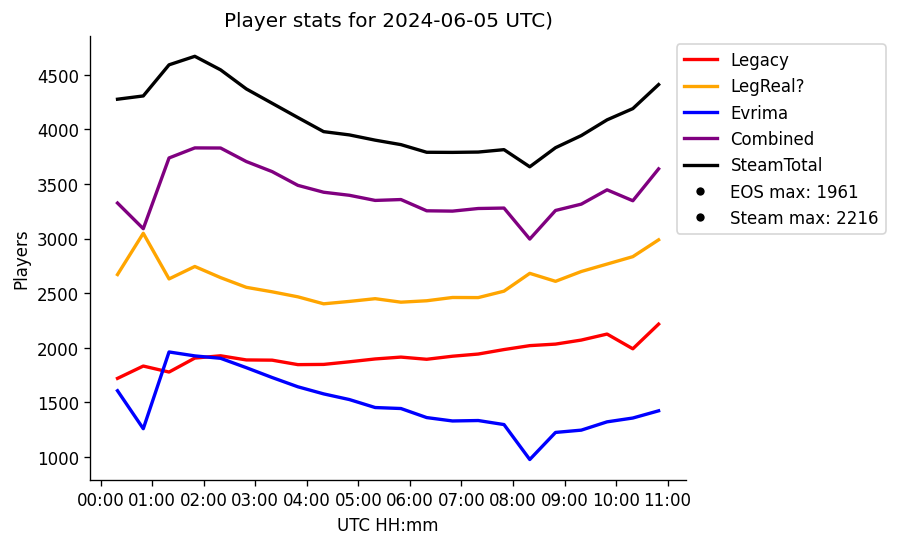 Player stats for 2024-06-05 UTC)
Legacy
LegReal?
Evrima
Combined
SteamTotal
EOS max: 1961
Steam max: 2216
Players
4500
4000
3500
3000
2500
2000
1500
1000
00:00 01:00 02:00 03:00 04:00 05:00 06:00 07:00 08:00 09:00 10:00 11:00
UTC HH:mm